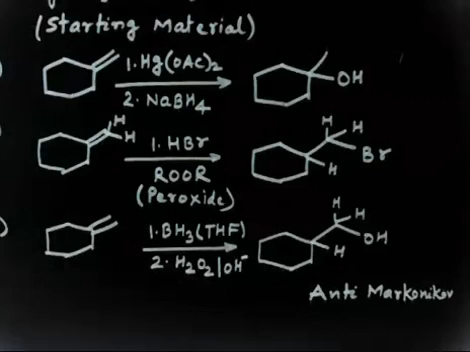 (Starting Material)
1. Hg(OAc)2
OH
2. NaBH4
H
H
1. HBr
H
H
Br
ROOR
H
(Peroxide)
H
H
1. BH3(THF)
OH
H
2. H2O2/OH-
Anti Markonikov